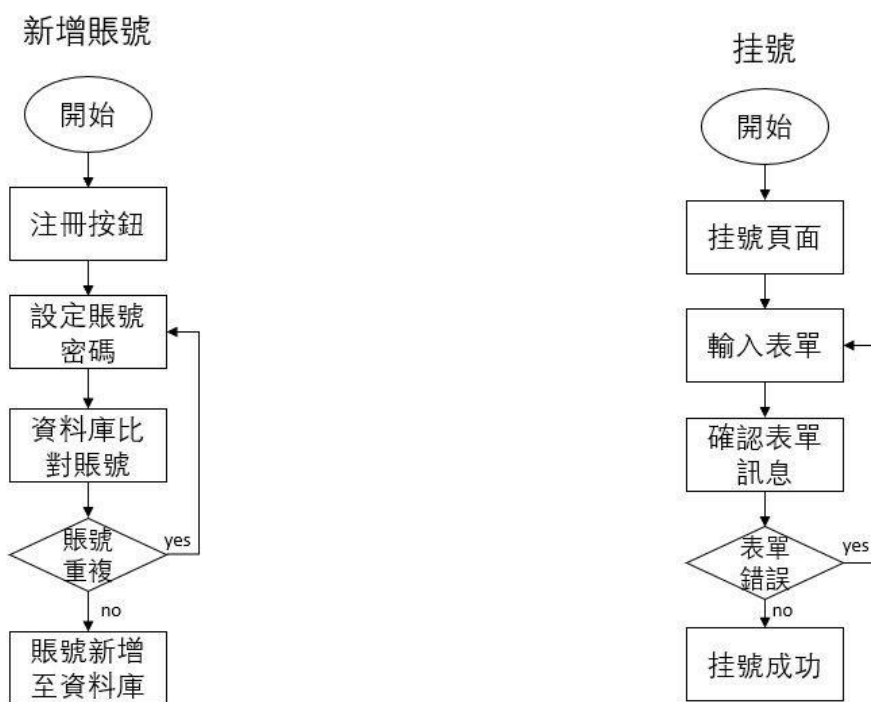 新增賬號
開始
注冊按鈕
設定賬號
密碼
資料庫比
對賬號
賬號
重複
yes
no
賬號新增
至資料庫
挂號
開始
挂號頁面
輸入表單
確認表單
訊息
表單
錯誤
yes
no
挂號成功